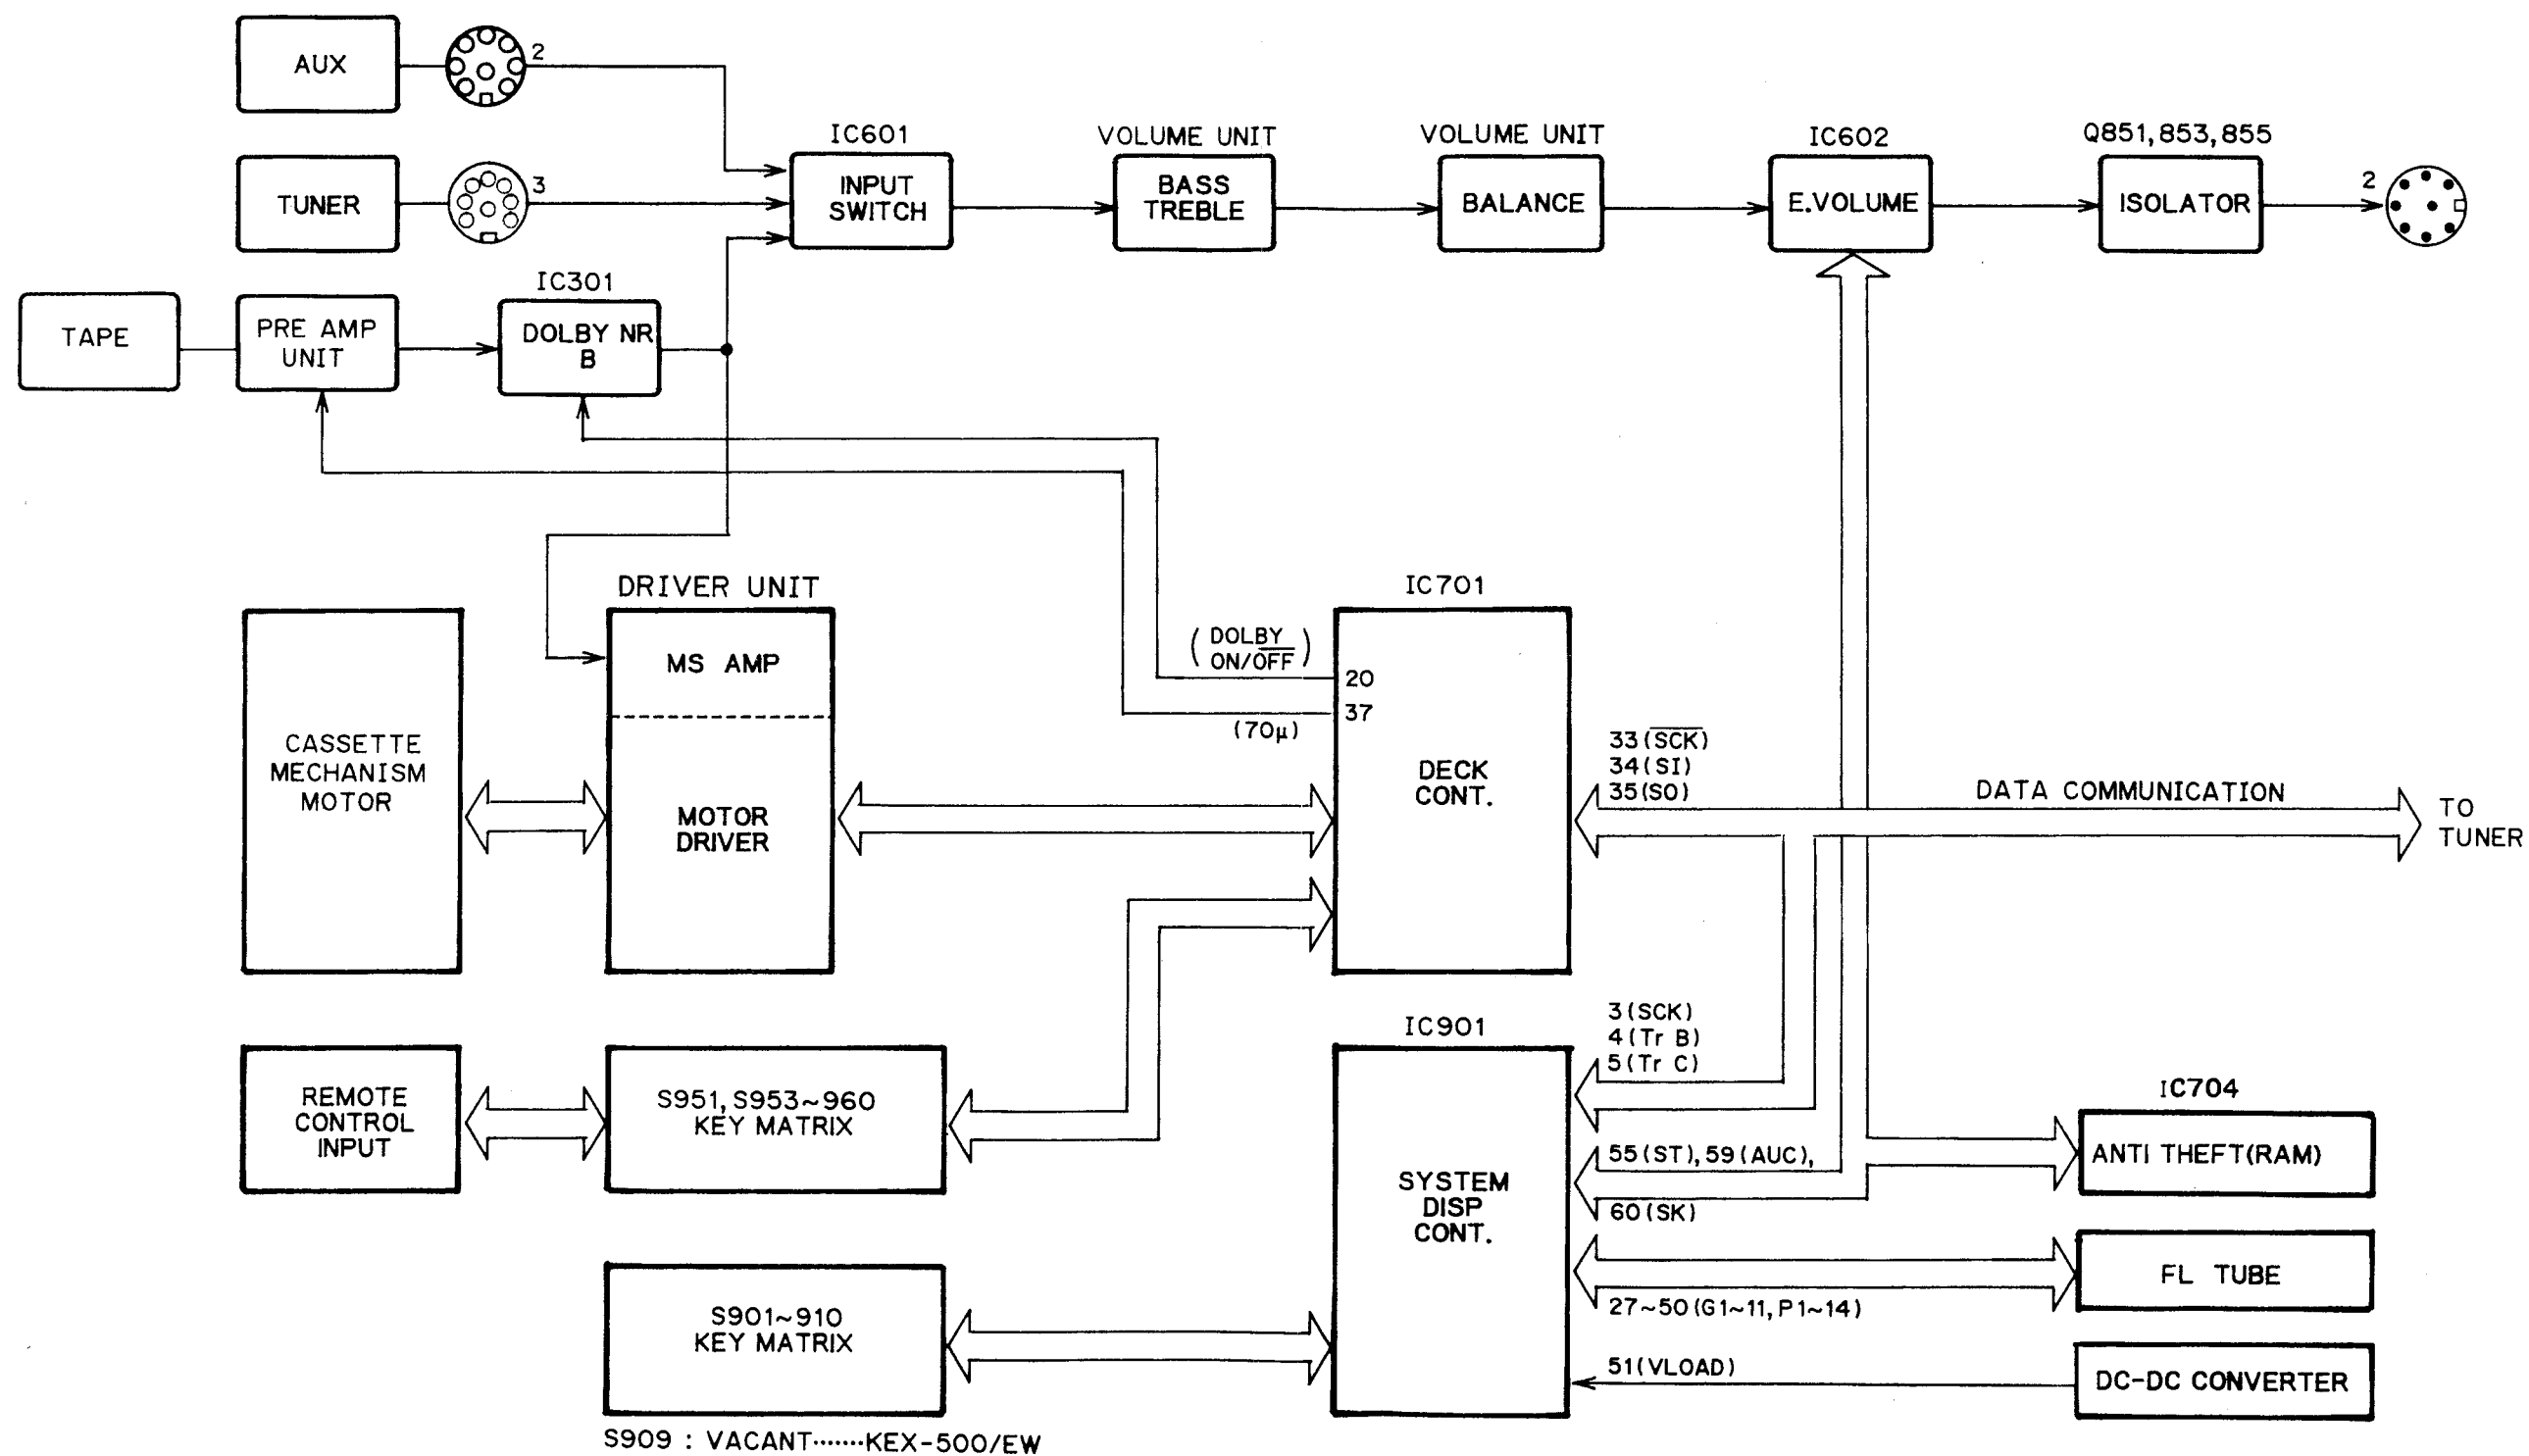 AUX
2
TUNER
3
TAPE
PRE AMP
UNIT
IC301
DOLBY NR
B
IC601
INPUT
SWITCH
VOLUME UNIT
BASS
TREBLE
VOLUME UNIT
BALANCE
IC602
E.VOLUME
Q851,853,855
ISOLATOR
2
DRIVER UNIT
MS AMP
MOTOR
DRIVER
CASSETTE
MECHANISM
MOTOR
IC701
(DOLBY
ON/O̅F̅F̅)
20
37
(70μ)
DECK
CONT.
33(S̅C̅K̅)
34(SI)
35(SO)
DATA COMMUNICATION
TO
TUNER
REMOTE
CONTROL
INPUT
S951,S953~960
KEY MATRIX
S901~910
KEY MATRIX
S909 : VACANT·······KEX-500/EW
IC901
SYSTEM
DISP
CONT.
3(SCK)
4(Tr B)
5(Tr C)
55(ST),59(AUC),
60(SK)
27~50(G1~11,P1~14)
51(VLOAD)
IC704
ANTI THEFT(RAM)
FL TUBE
DC-DC CONVERTER